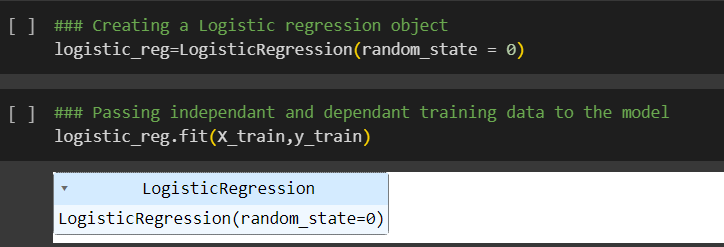 [ ] ### Creating a Logistic regression object
logistic_reg=LogisticRegression(random_state = 0)
[ ] ### Passing independant and dependant training data to the model
logistic_reg.fit(X_train,y_train)
▾ LogisticRegression
LogisticRegression(random_state=0)